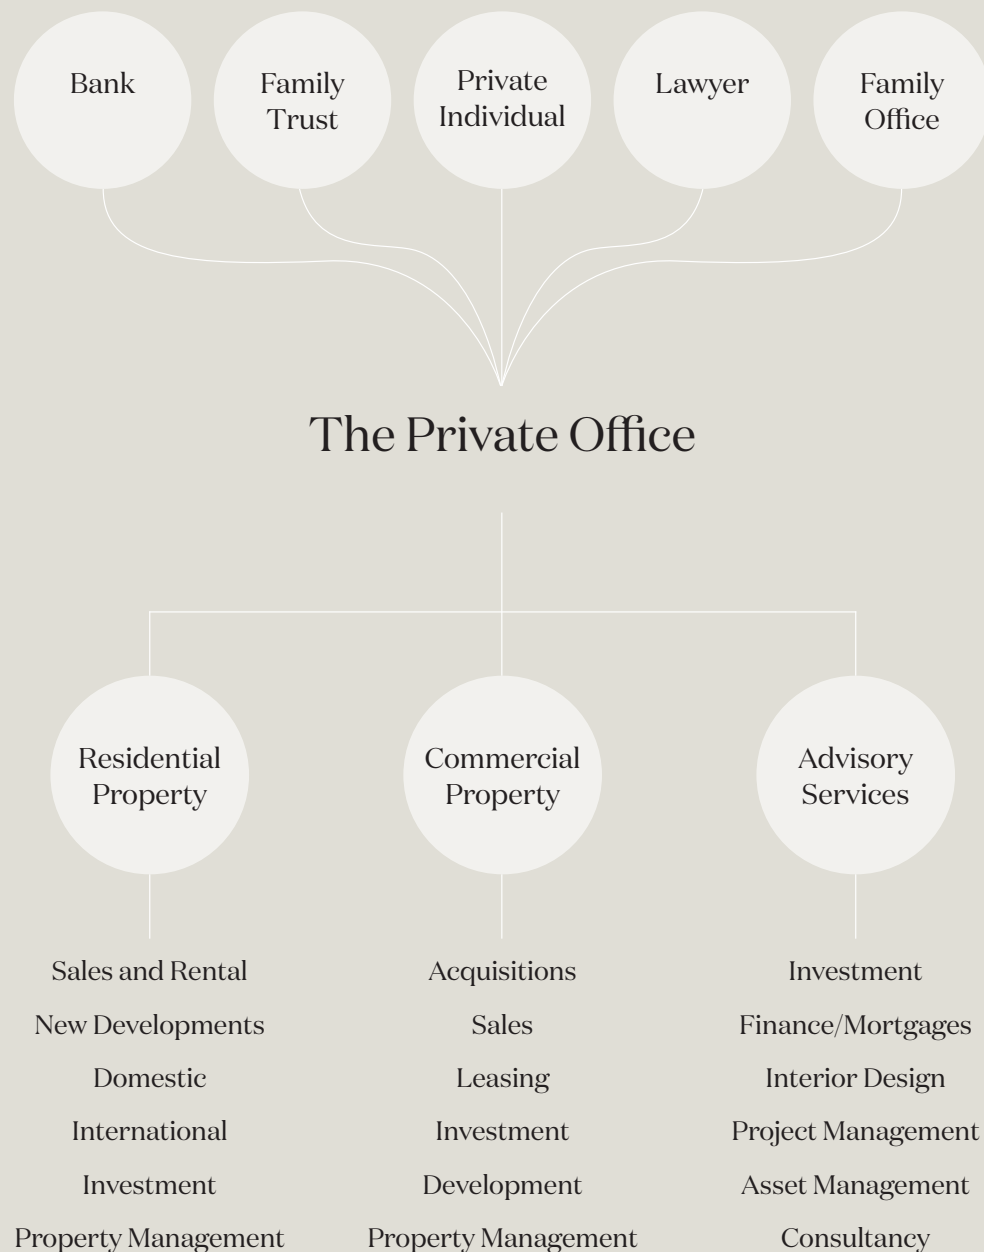 Bank
Family
Trust
Private
Individual
Lawyer
Family
Office
The Private Office
Residential
Property
Commercial
Property
Advisory
Services
Sales and Rental
New Developments
Domestic
International
Investment
Property Management
Acquisitions
Sales
Leasing
Investment
Development
Property Management
Investment
Finance/Mortgages
Interior Design
Project Management
Asset Management
Consultancy